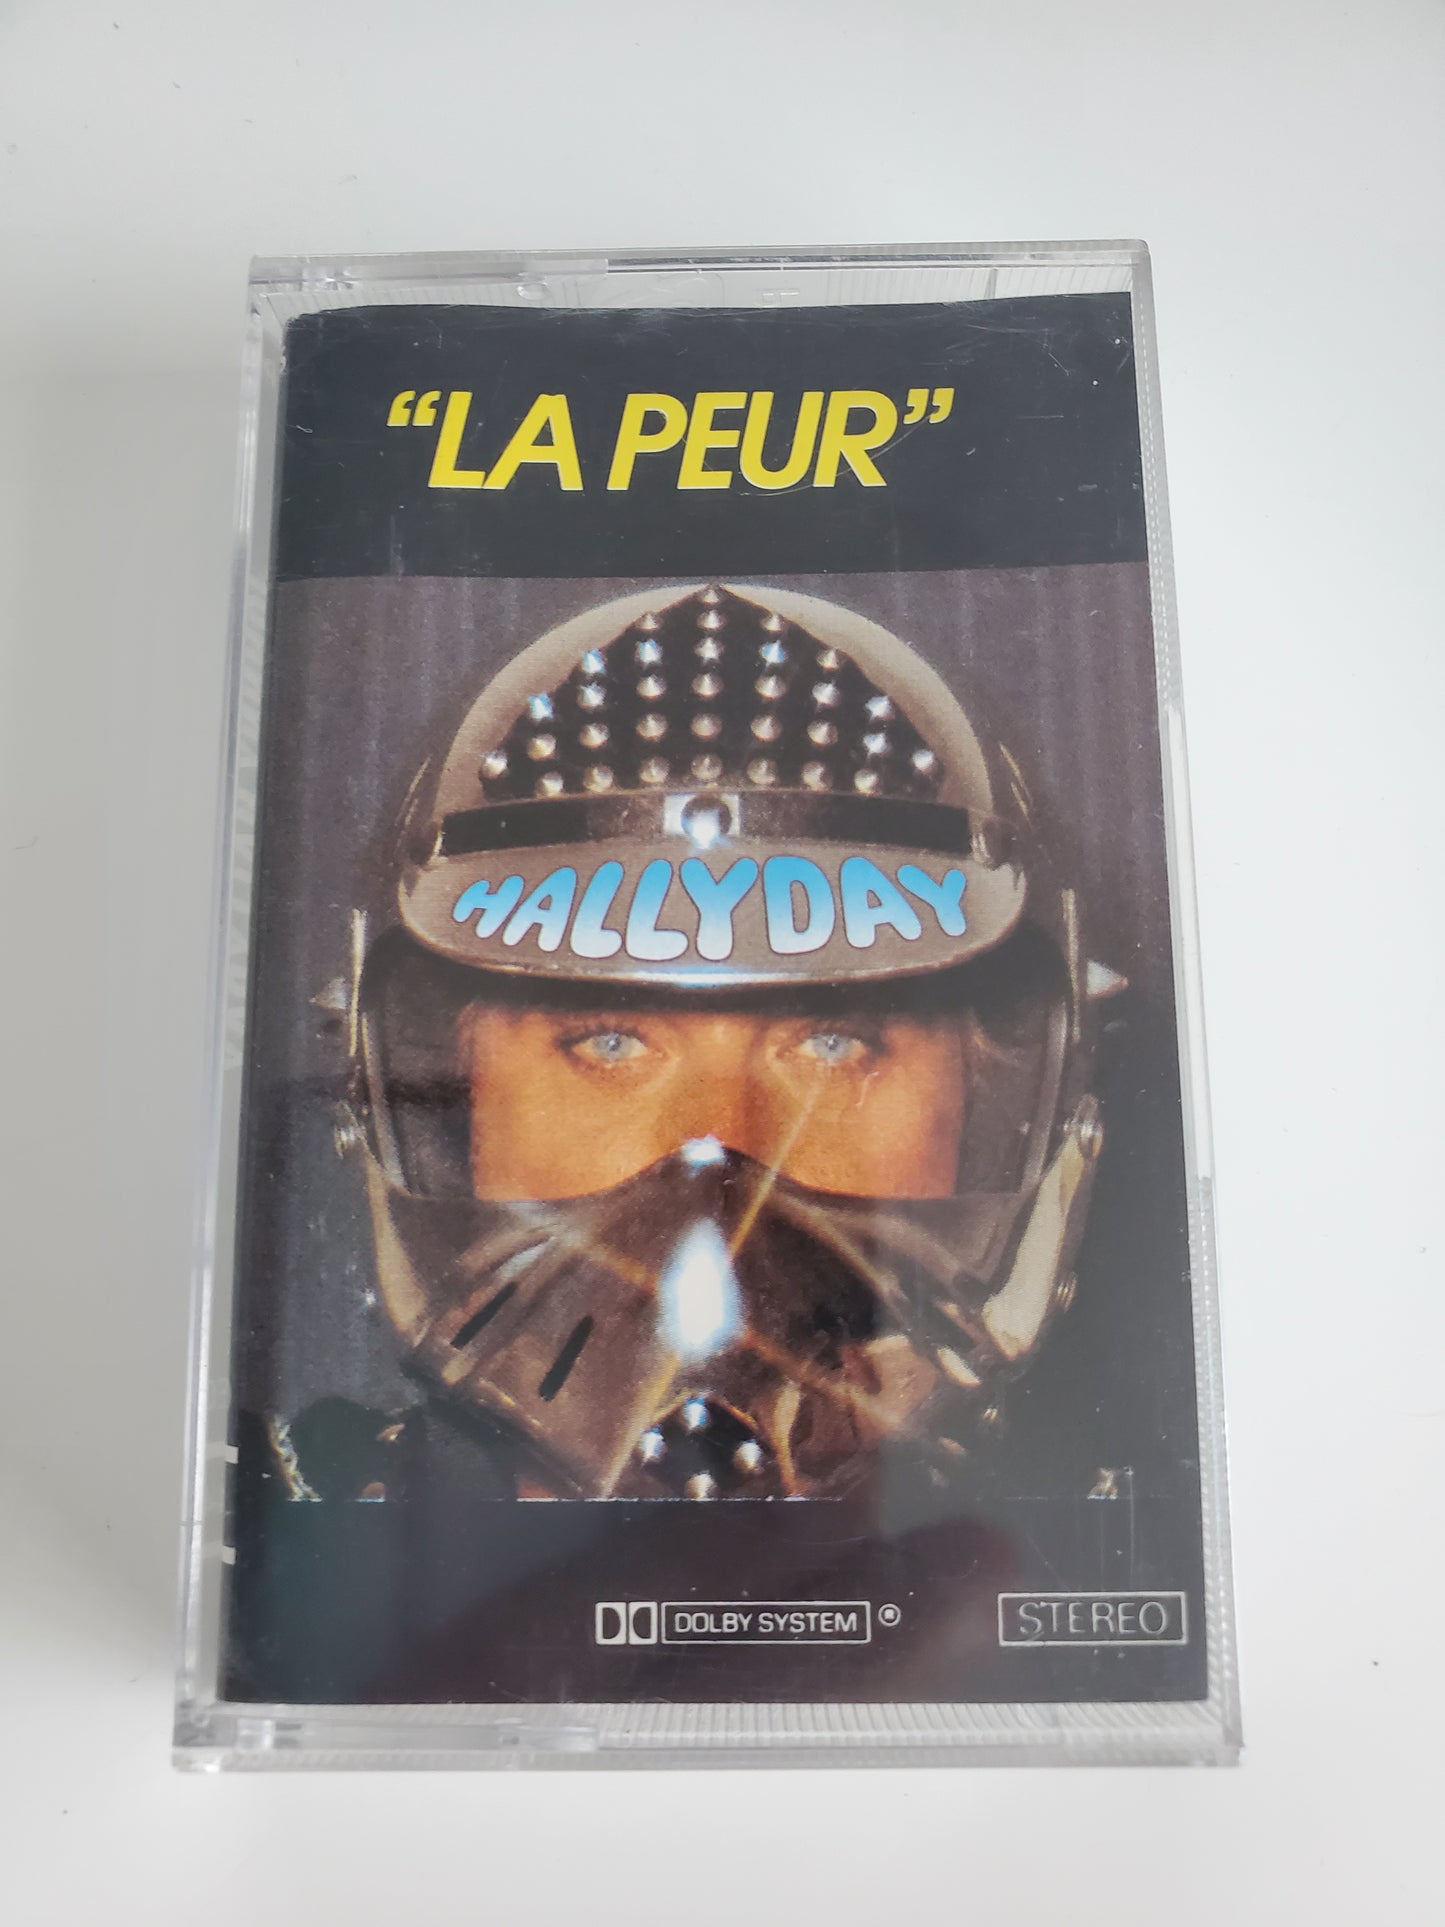 “LA PEUR”
HALLYDAY
DOLBY SYSTEM ®
STEREO